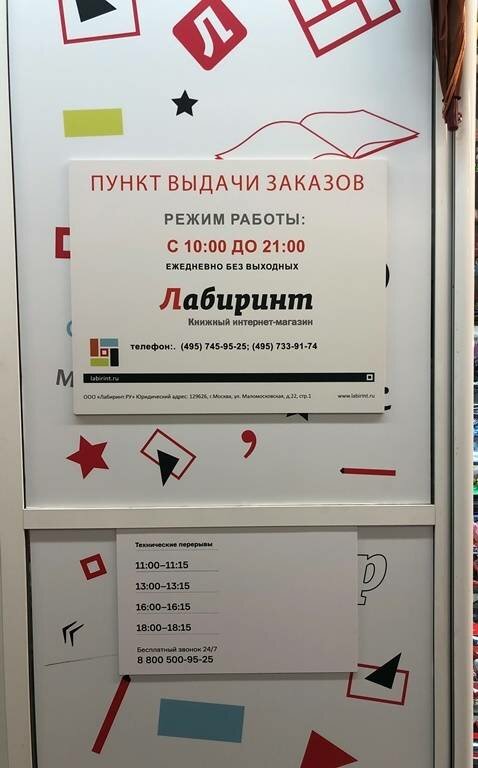 Л
ПУНКТ ВЫДАЧИ ЗАКАЗОВ
РЕЖИМ РАБОТЫ:
С 10:00 ДО 21:00
ЕЖЕДНЕВНО БЕЗ ВЫХОДНЫХ
Лабиринт
Книжный интернет-магазин
телефон:. (495) 745-95-25; (495) 733-91-74
labirint.ru
ООО «Лабиринт.РУ» Юридический адрес: 129626, г.Москва, ул. Маломосковская, д.22, стр.1 www.labirint.ru
Технические перерывы
11:00–11:15
13:00–13:15
16:00–16:15
18:00–18:15
Бесплатный звонок 24/7
8 800 500-95-25